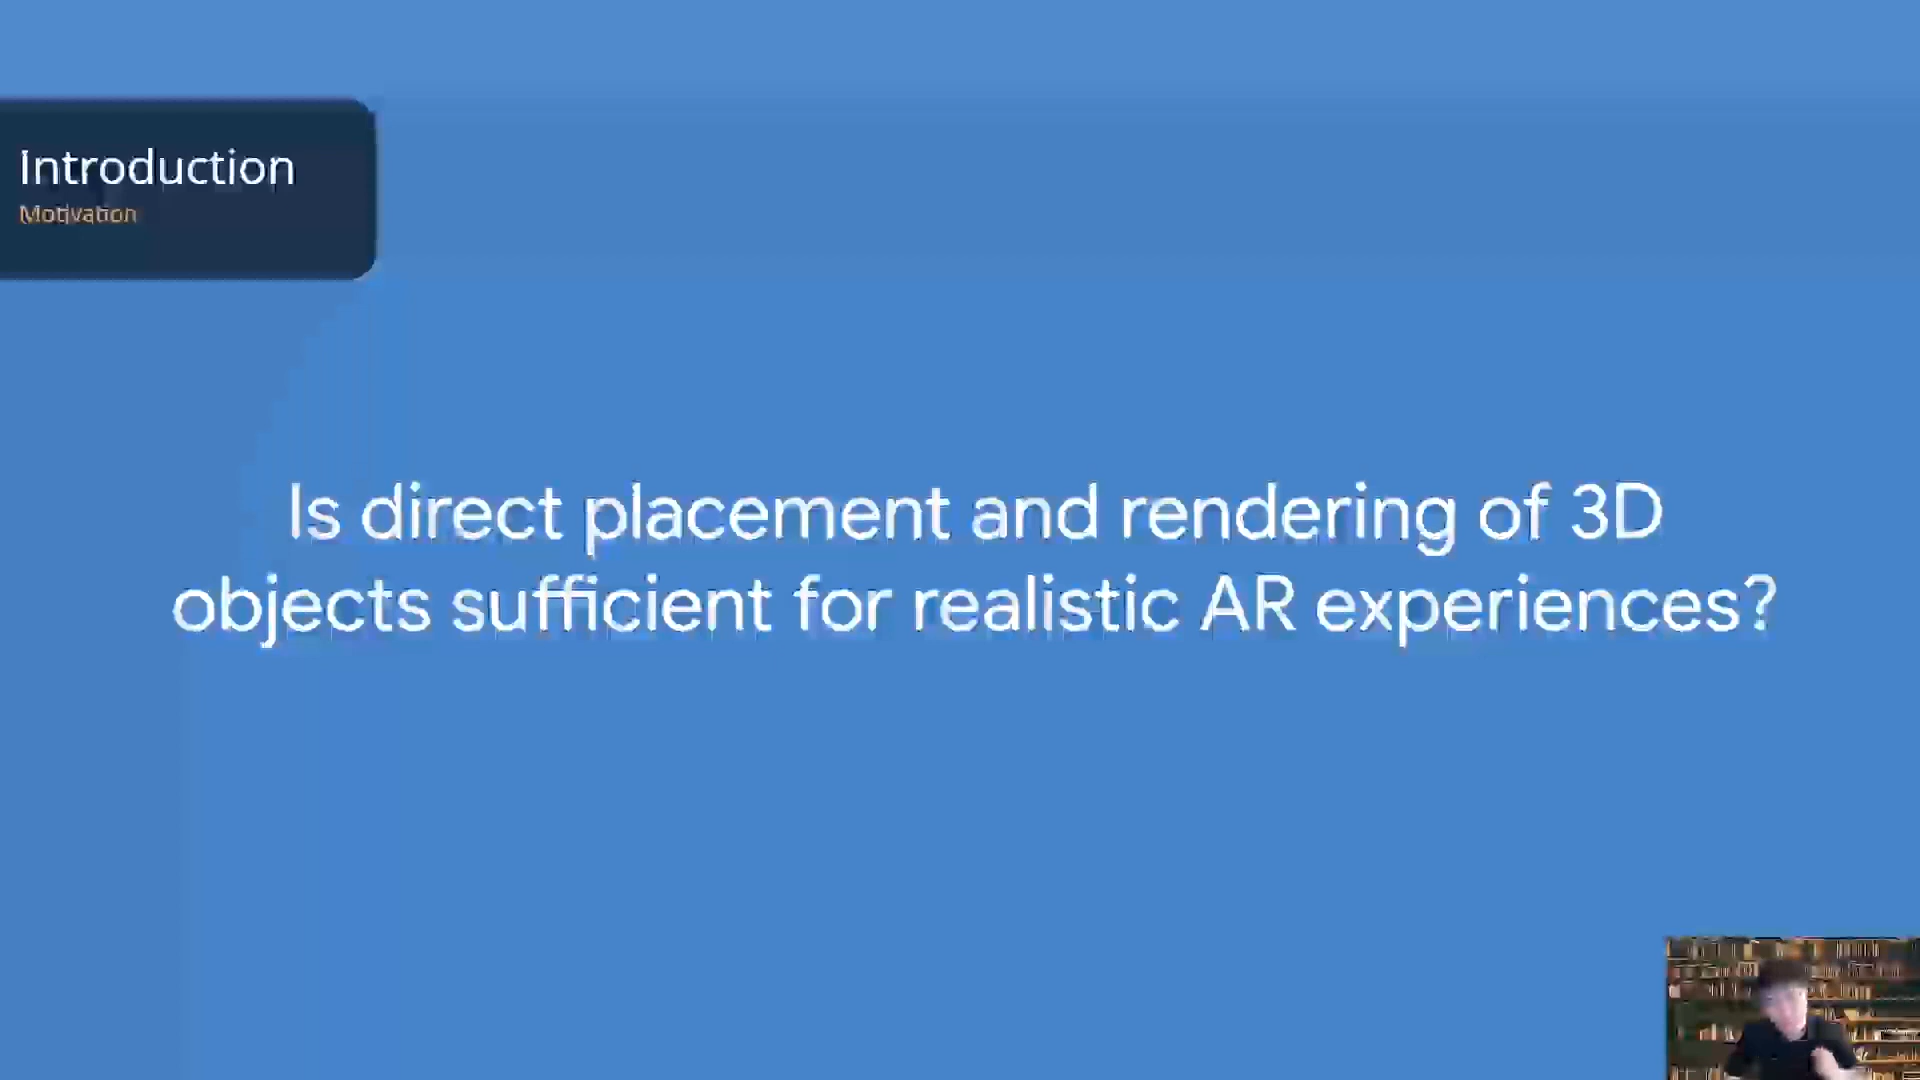 Introduction
Motivation
Is direct placement and rendering of 3D
objects sufficient for realistic AR experiences?